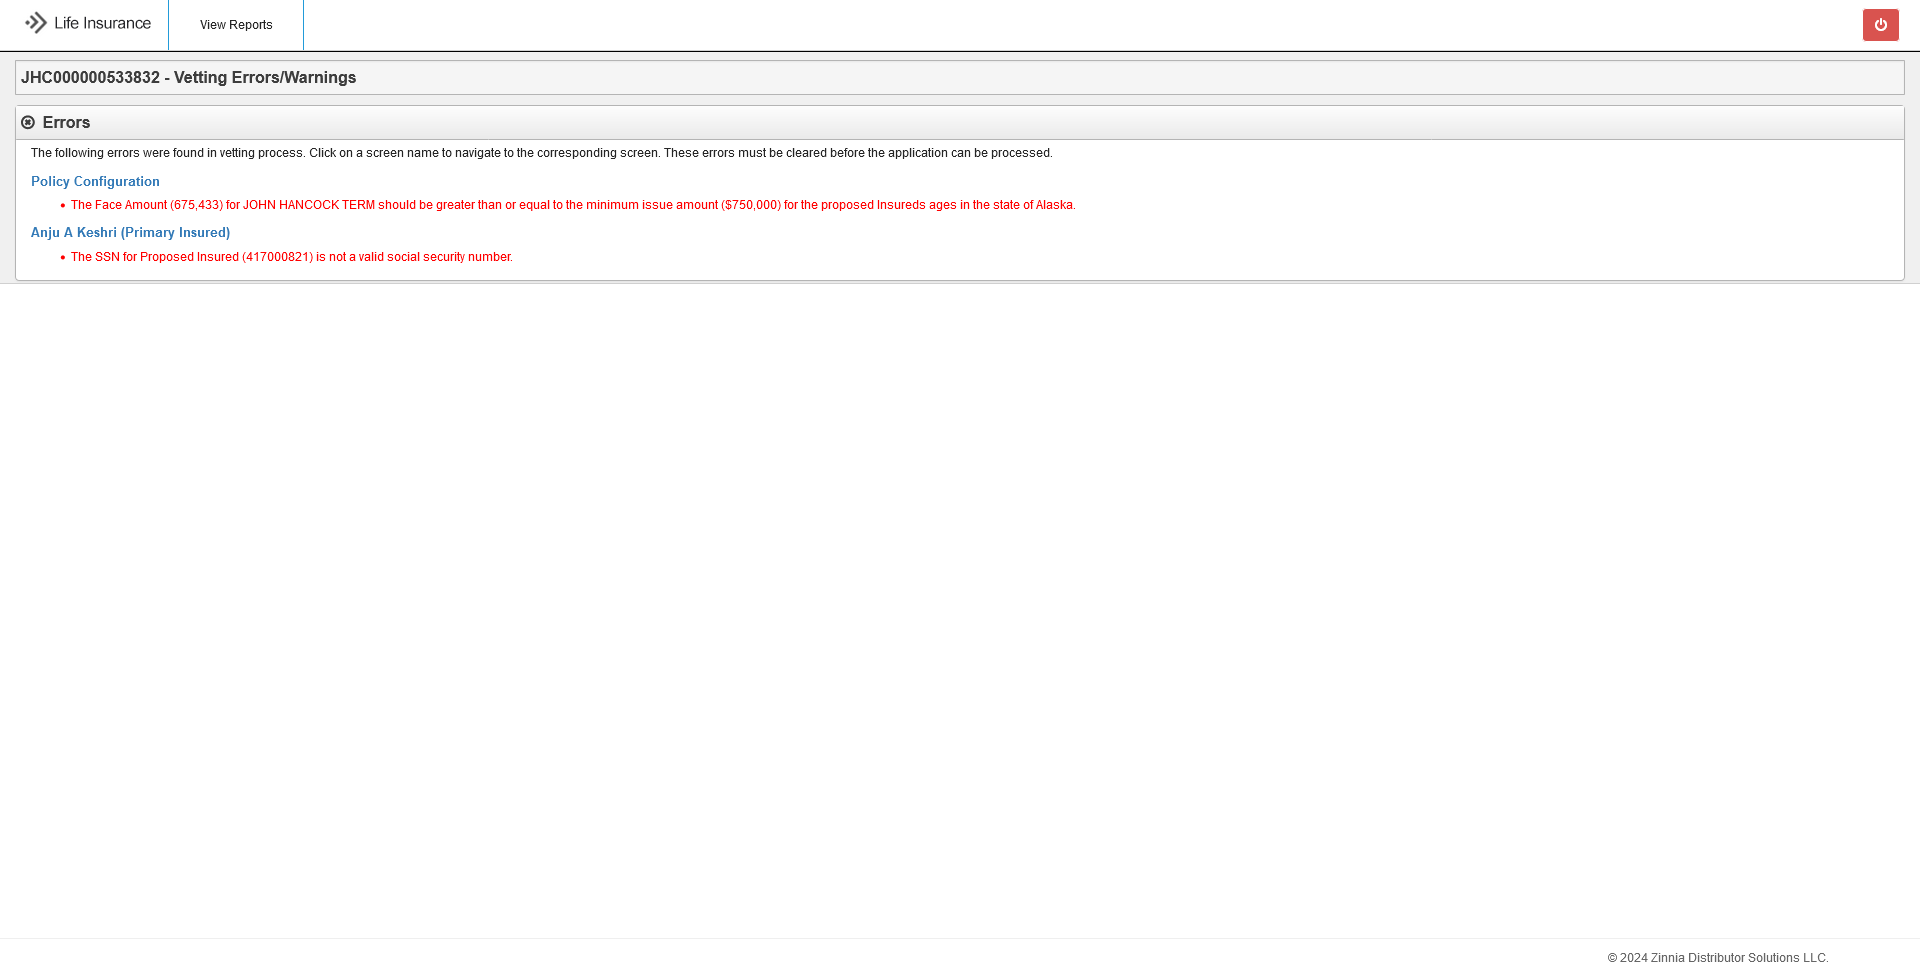 Life Insurance
View Reports
JHC000000533832 - Vetting Errors/Warnings
Errors
The following errors were found in vetting process. Click on a screen name to navigate to the corresponding screen. These errors must be cleared before the application can be processed.
Policy Configuration
• The Face Amount (675,433) for JOHN HANCOCK TERM should be greater than or equal to the minimum issue amount ($750,000) for the proposed Insureds ages in the state of Alaska.
Anju A Keshri (Primary Insured)
• The SSN for Proposed Insured (417000821) is not a valid social security number.
© 2024 Zinnia Distributor Solutions LLC.